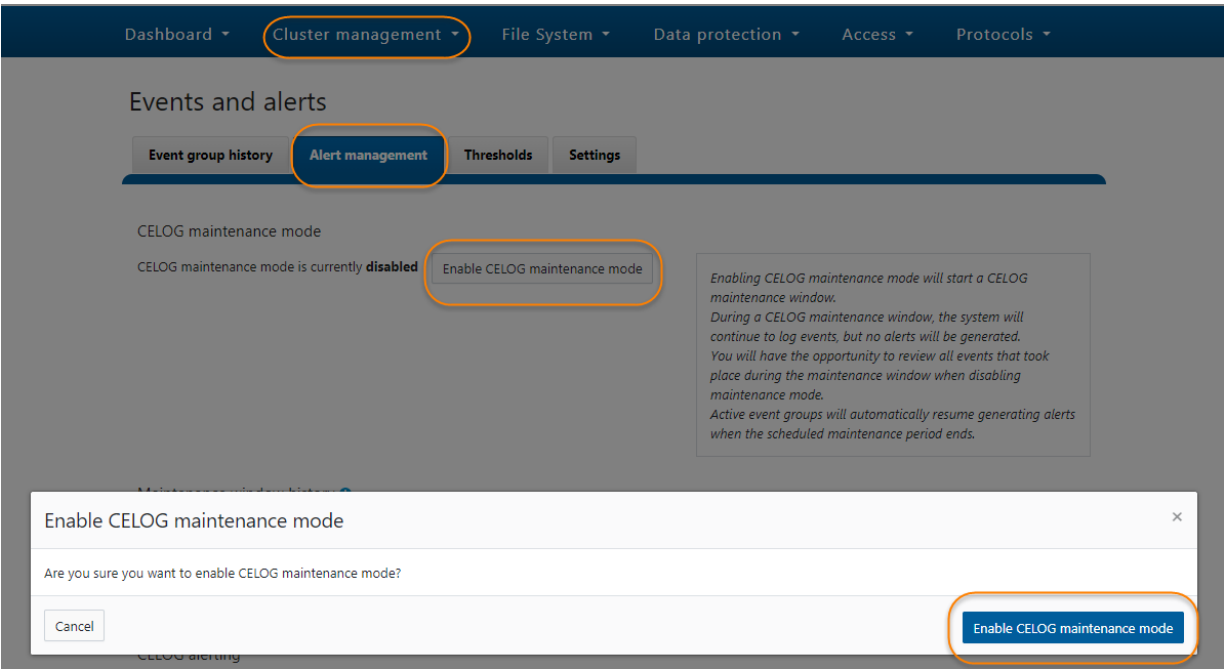 Dashboard Cluster management File System Data protection Access Protocols
Events and alerts
Event group history Alert management Thresholds Settings
CELOG maintenance mode
CELOG maintenance mode is currently disabled Enable CELOG maintenance mode
Enabling CELOG maintenance mode will start a CELOG
maintenance window.
During a CELOG maintenance window, the system will
continue to log events, but no alerts will be generated.
You will have the opportunity to review all events that took
place during the maintenance window when disabling
maintenance mode.
Active event groups will automatically resume generating alerts
when the scheduled maintenance period ends.
Maintenance window history
Enable CELOG maintenance mode ×
Are you sure you want to enable CELOG maintenance mode?
Cancel Enable CELOG maintenance mode
CELOG alerting